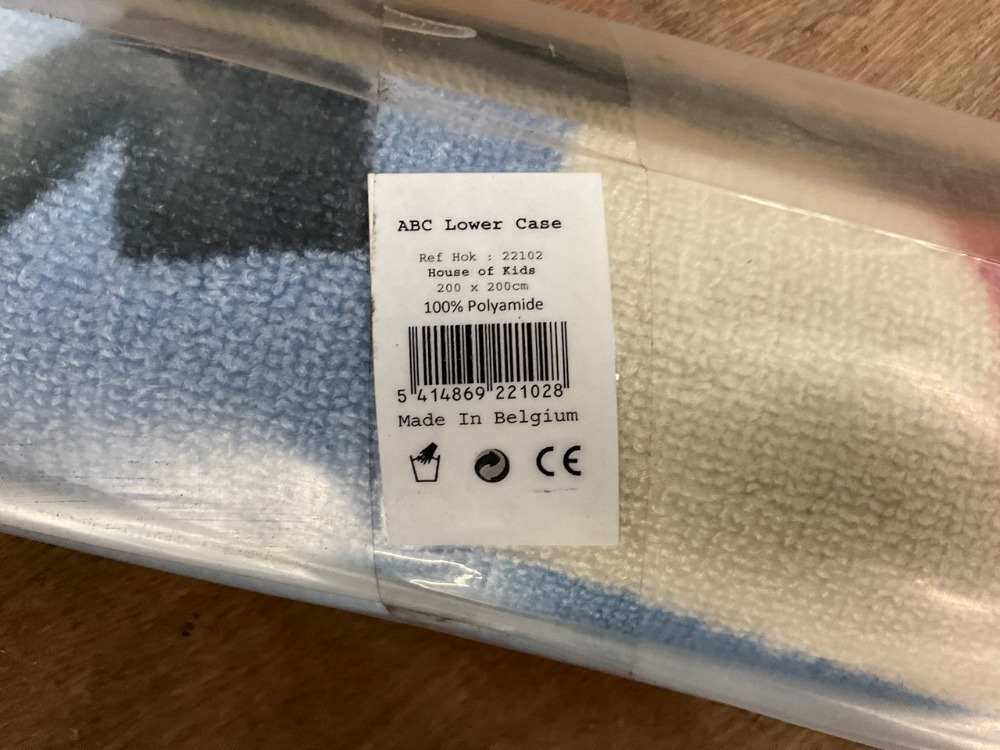 ABC Lower Case
Ref Hok : 22102
House of Kids
200 x 200cm
100% Polyamide
5 414869 221028
Made In Belgium
CE